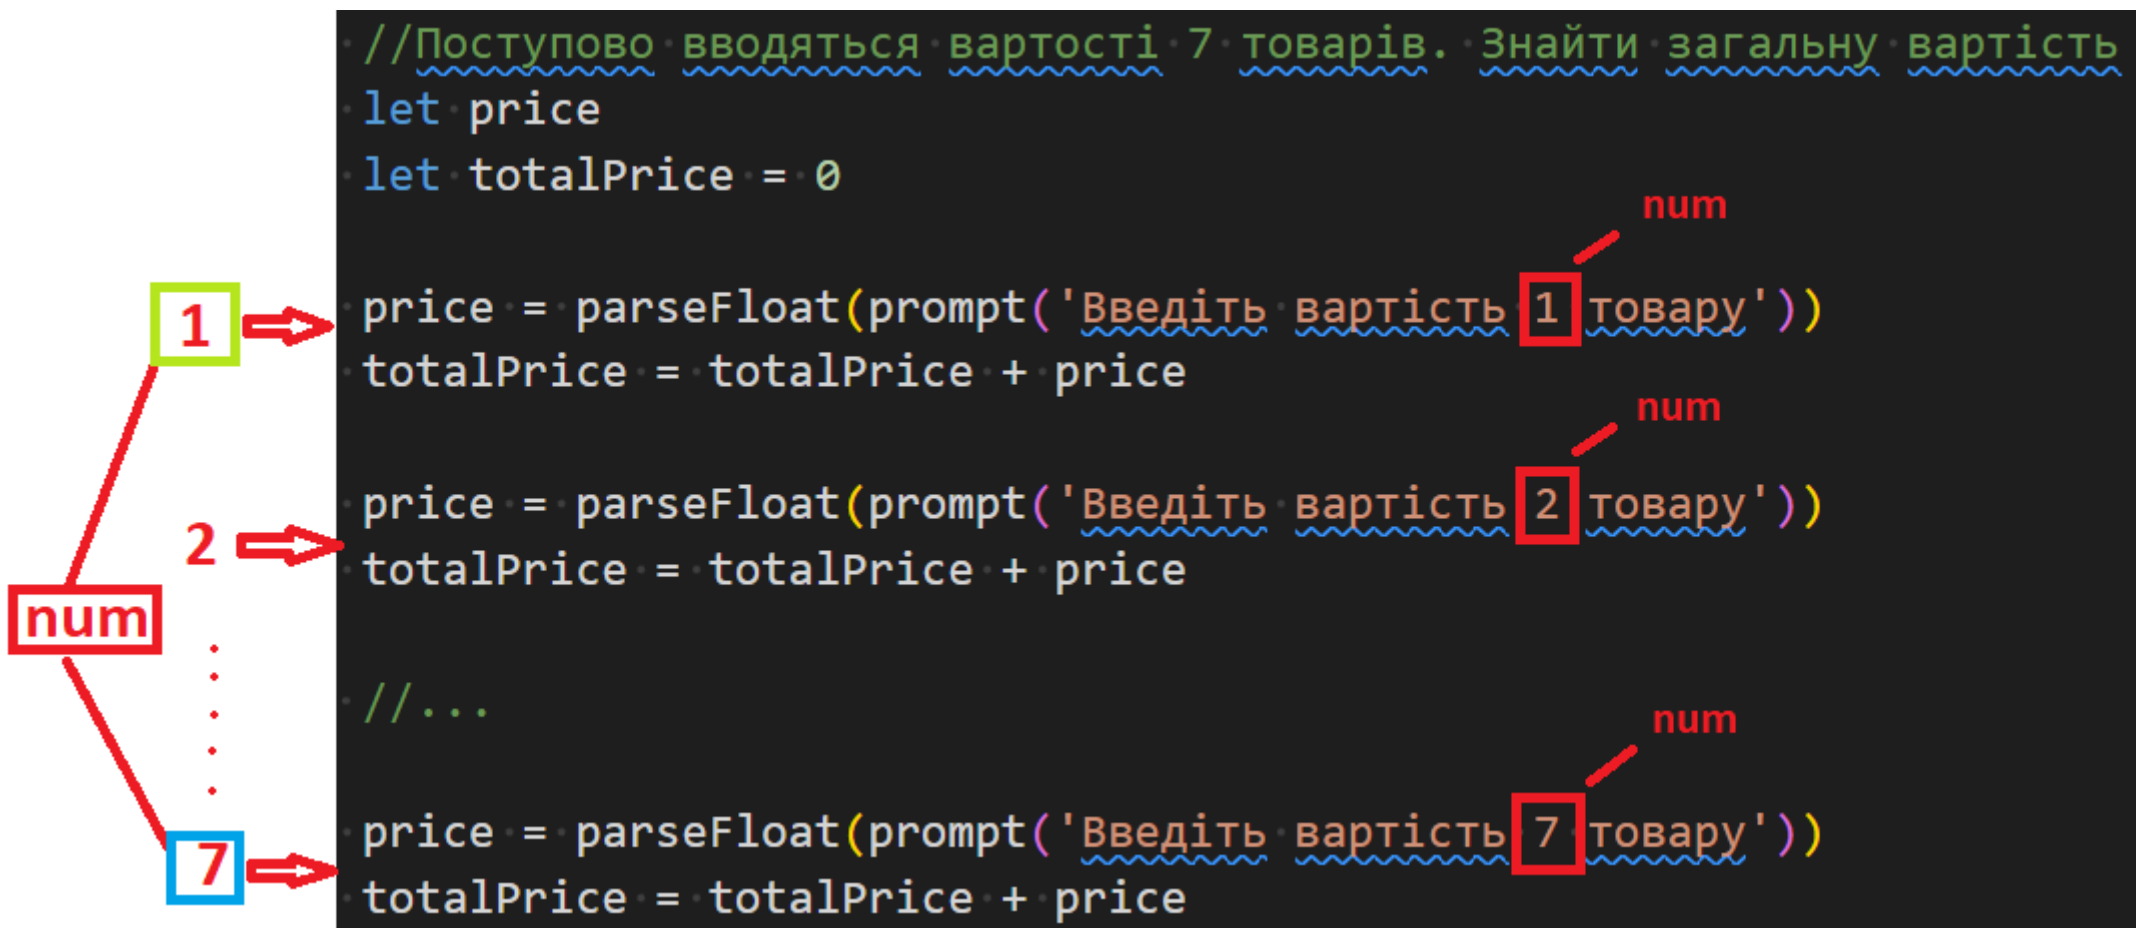 //Поступово вводяться вартості 7 товарів. Знайти загальну вартість
let price
let totalPrice = 0
num
1
price = parseFloat(prompt('Введіть вартість 1 товару'))
totalPrice = totalPrice + price
num
2
price = parseFloat(prompt('Введіть вартість 2 товару'))
totalPrice = totalPrice + price
num
//...
num
7
price = parseFloat(prompt('Введіть вартість 7 товару'))
totalPrice = totalPrice + price